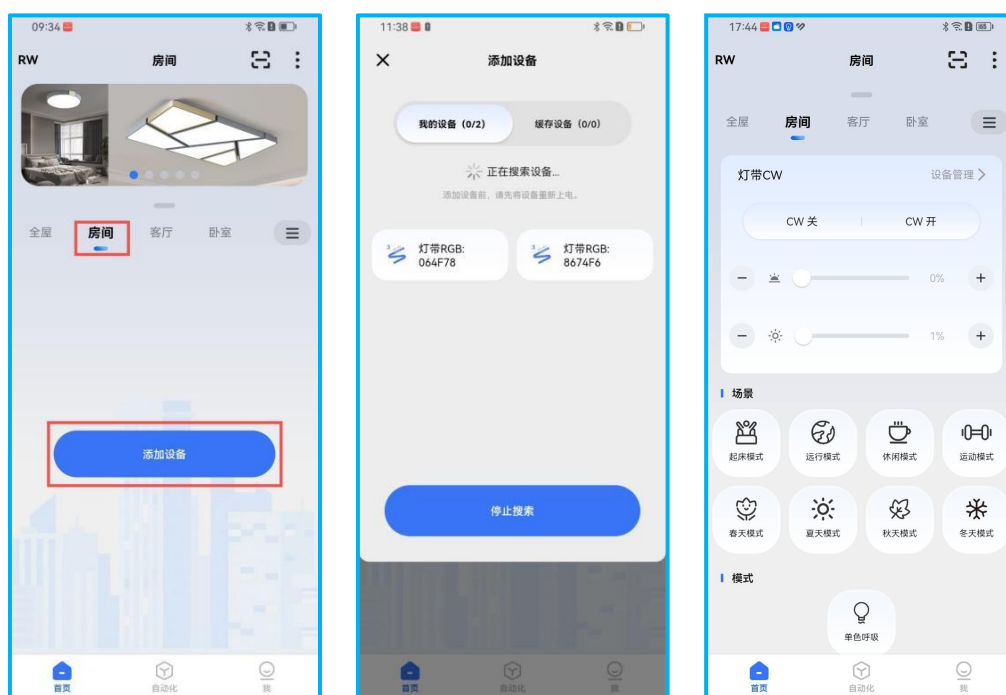 09:34
RW
房间
全屋
房间
客厅
卧室
添加设备
首页
自动化
我
11:38
添加设备
我的设备（0/2）
缓存设备（0/0）
正在搜索设备...
添加设备前，请先将设备重新上电。
灯带RGB:
064F78
灯带RGB:
8674F6
停止搜索
首页
自动化
我
17:44
65
RW
房间
全屋
房间
客厅
卧室
灯带CW
设备管理
CW 关
CW 开
0%
1%
场景
起床模式
远行模式
休闲模式
运动模式
春天模式
夏天模式
秋天模式
冬天模式
模式
单色呼吸
首页
自动化
我